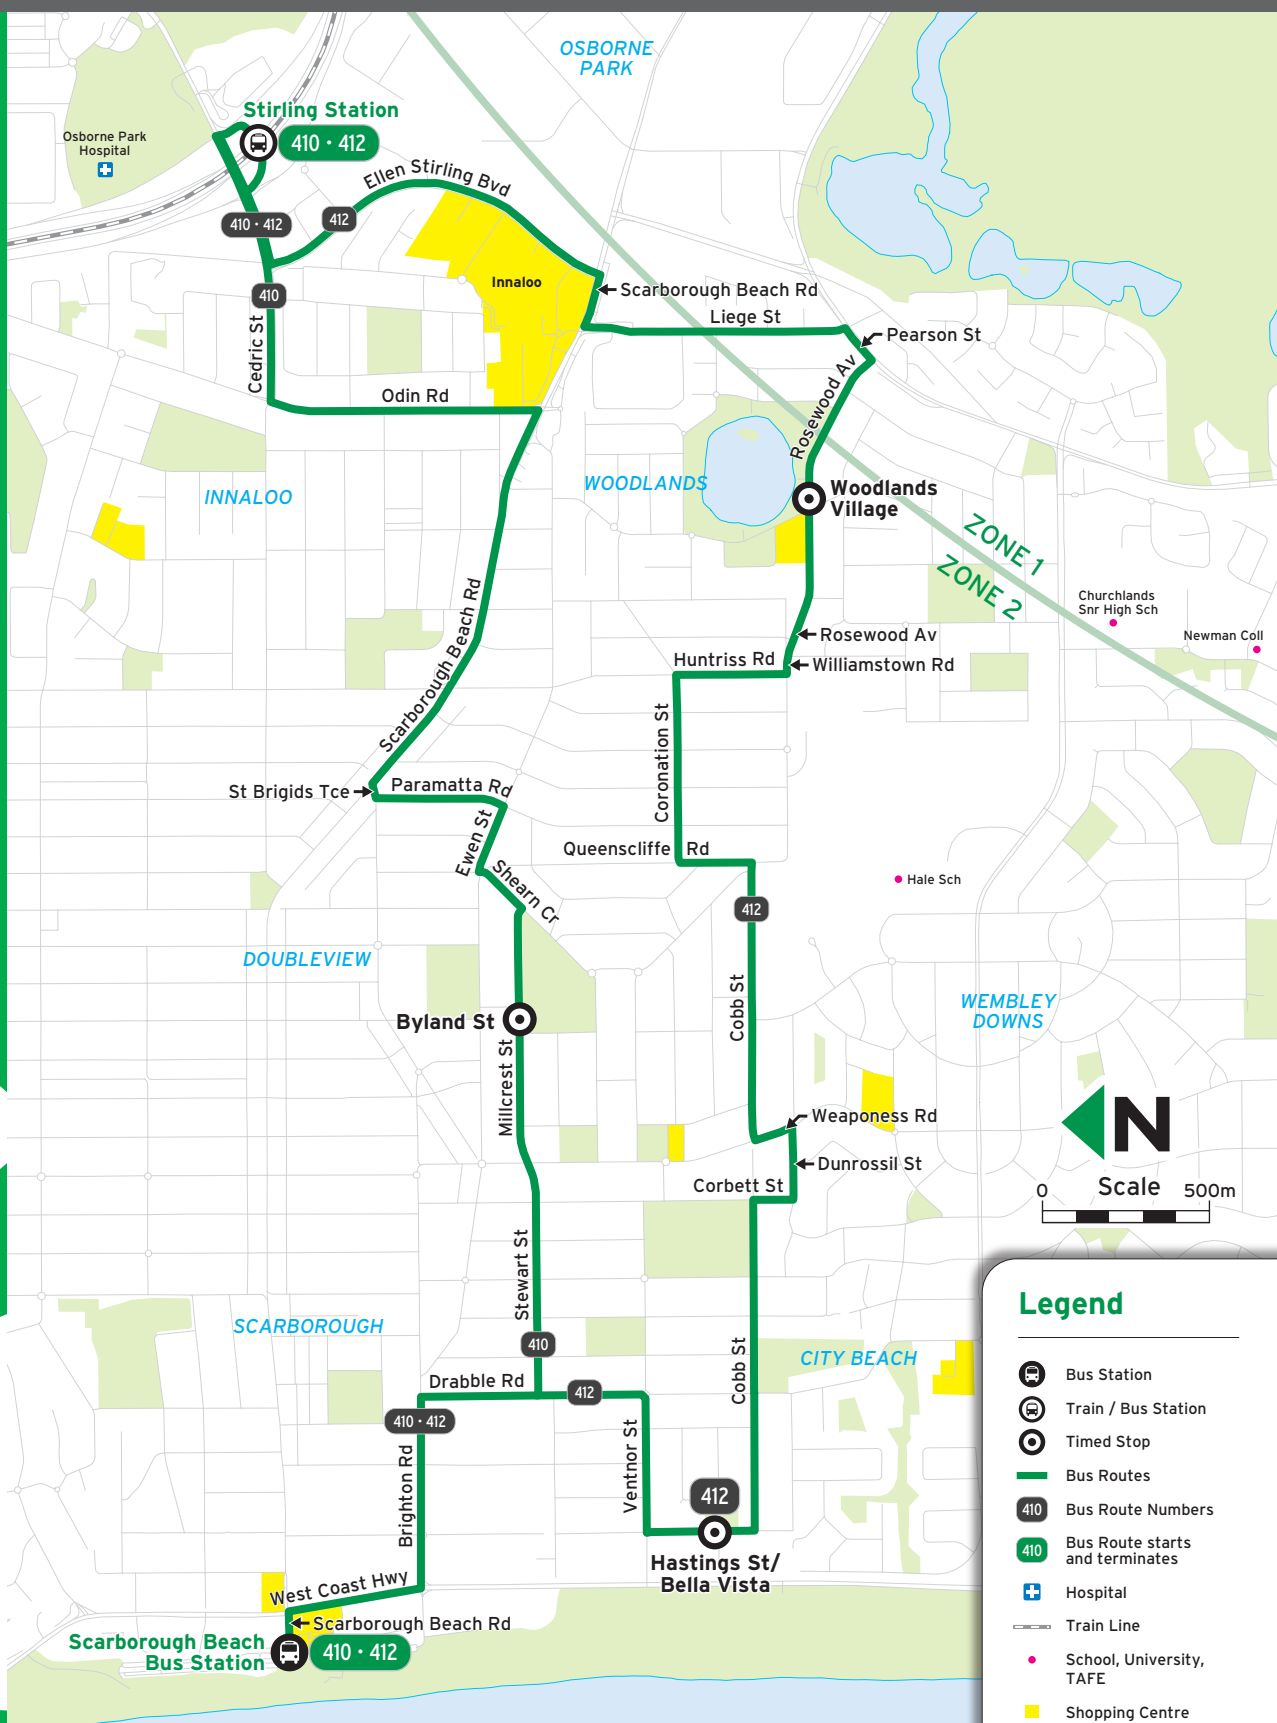 OSBORNE
PARK
Stirling Station
410 • 412
Osborne Park
Hospital
Ellen Stirling Bvd
410 • 412
412
410
Innaloo
Scarborough Beach Rd
Liege St
Pearson St
Cedric St
Odin Rd
Rosewood Av
INNALOO
WOODLANDS
Woodlands
Village
ZONE 1
ZONE 2
Churchlands
Snr High Sch
Newman Coll
Scarborough Beach Rd
Rosewood Av
Huntriss Rd
Williamstown Rd
Coronation St
St Brigids Tce
Paramatta Rd
Ewen St
Shearn Cr
Queenscliffe Rd
Hale Sch
412
DOUBLEVIEW
Cobb St
WEMBLEY
DOWNS
Byland St
Millcrest St
Weaponess Rd
N
Dunrossil St
Corbett St
Scale
0
500m
Stewart St
SCARBOROUGH
410
Cobb St
CITY BEACH
Drabble Rd
412
410 • 412
Brighton Rd
Ventnor St
412
Hastings St/
Bella Vista
West Coast Hwy
Scarborough Beach Rd
Scarborough Beach
Bus Station
410 • 412
Legend
Bus Station
Train / Bus Station
Timed Stop
Bus Routes
410
Bus Route Numbers
410
Bus Route starts
and terminates
Hospital
Train Line
School, University,
TAFE
Shopping Centre